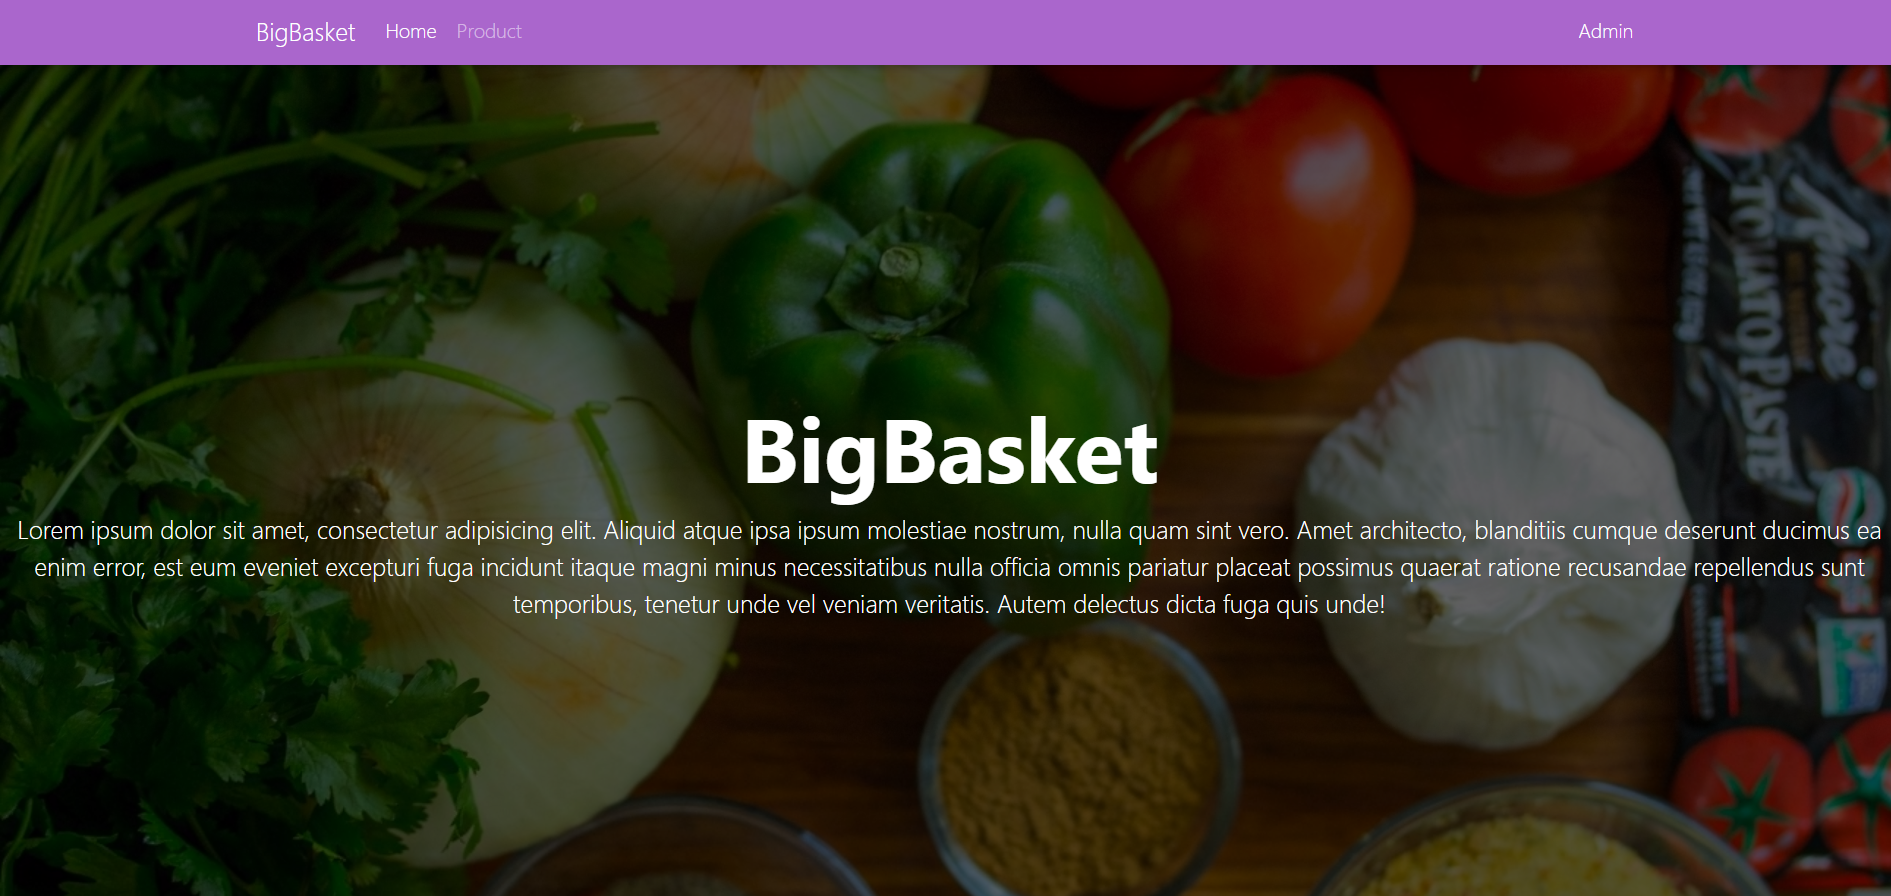 BigBasket Home Product Admin
Amore
TOMATO PASTE
BigBasket
Lorem ipsum dolor sit amet, consectetur adipisicing elit. Aliquid atque ipsa ipsum molestiae nostrum, nulla quam sint vero. Amet architecto, blanditiis cumque deserunt ducimus ea
enim error, est eum eveniet excepturi fuga incidunt itaque magni minus necessitatibus nulla officia omnis pariatur placeat possimus quaerat ratione recusandae repellendus sunt
temporibus, tenetur unde vel veniam veritatis. Autem delectus dicta fuga quis unde!